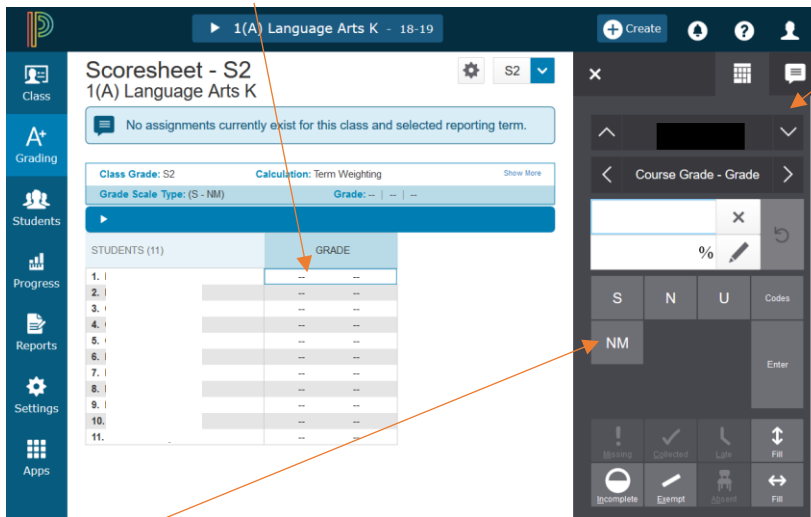 1(A) Language Arts K - 18-19
Create
Class
Grading
Students
Progress
Reports
Settings
Apps
Scoresheet - S2
1(A) Language Arts K
S2
No assignments currently exist for this class and selected reporting term.
Class Grade: S2 Calculation: Term Weighting Show More
Grade Scale Type: (S - NM) Grade: -- | -- | --
STUDENTS (11) GRADE
1. -- --
2. -- --
3. -- --
4. -- --
5. -- --
6. -- --
7. -- --
8. -- --
9. -- --
10. -- --
11. -- --
Course Grade - Grade
%
S N U Codes
NM
Enter
Missing Collected Late Fill
Incomplete Exempt Absent Fill